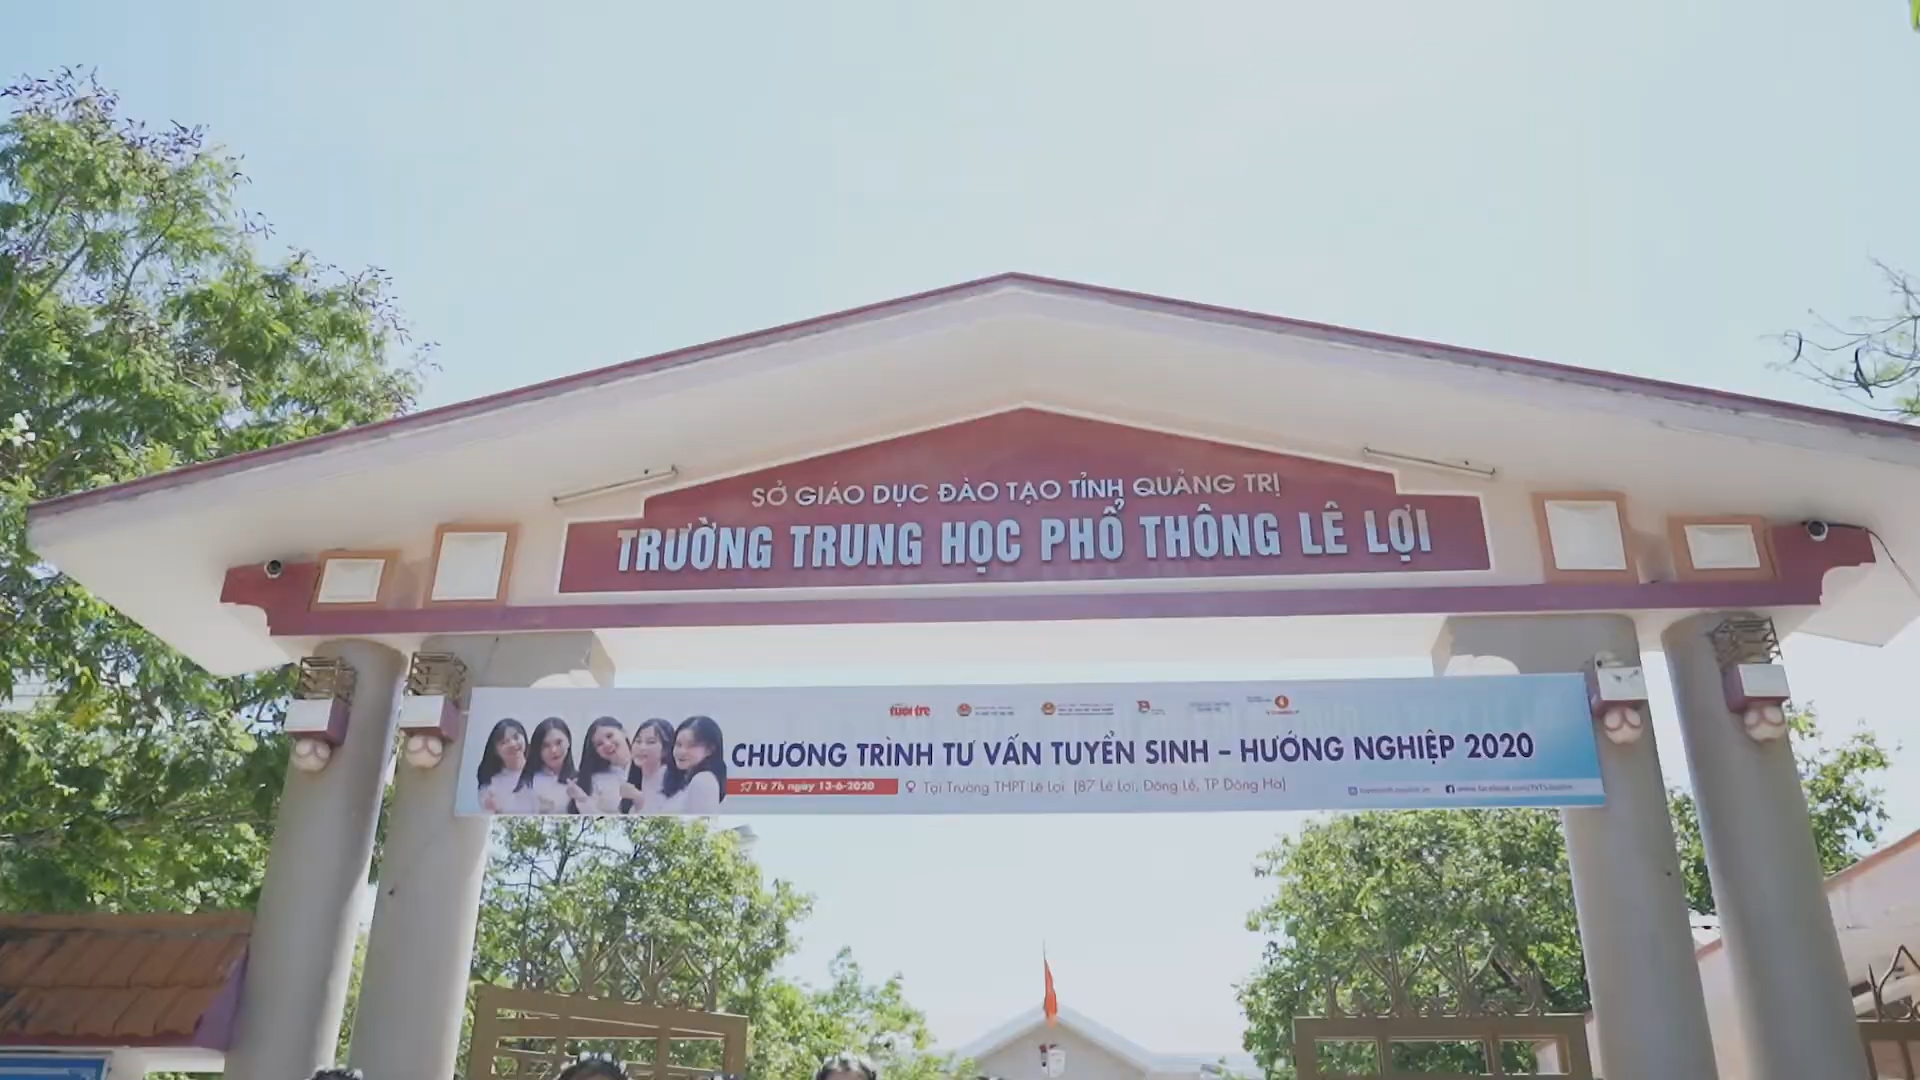 SỞ GIÁO DỤC ĐÀO TẠO TỈNH QUẢNG TRỊ
TRƯỜNG TRUNG HỌC PHỔ THÔNG LÊ LỢI
tuổi trẻ
CHƯƠNG TRÌNH TƯ VẤN TUYỂN SINH – HƯỚNG NGHIỆP 2020
Từ 7h ngày 13-6-2020 Tại Trường THPT Lê Lợi (87 Lê Lợi, Đông Lễ, TP Đông Hà)